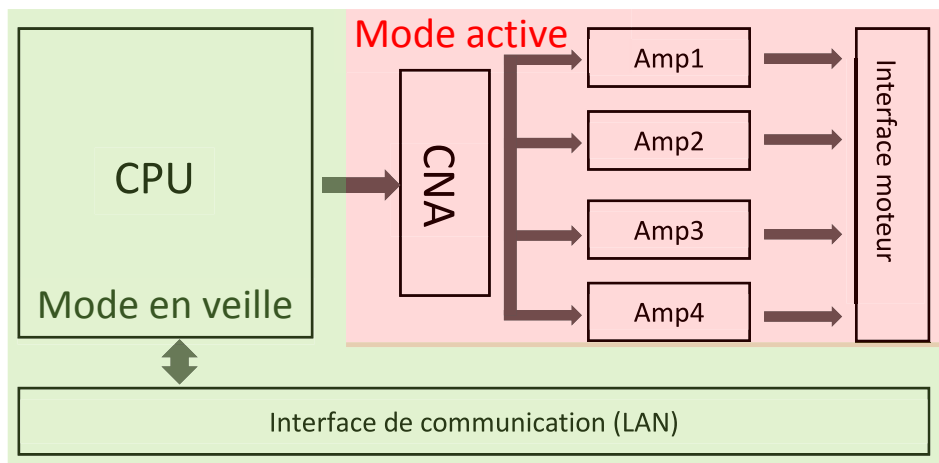 Mode active
CPU
Mode en veille
CNA
Amp1
Amp2
Amp3
Amp4
Interface moteur
Interface de communication (LAN)